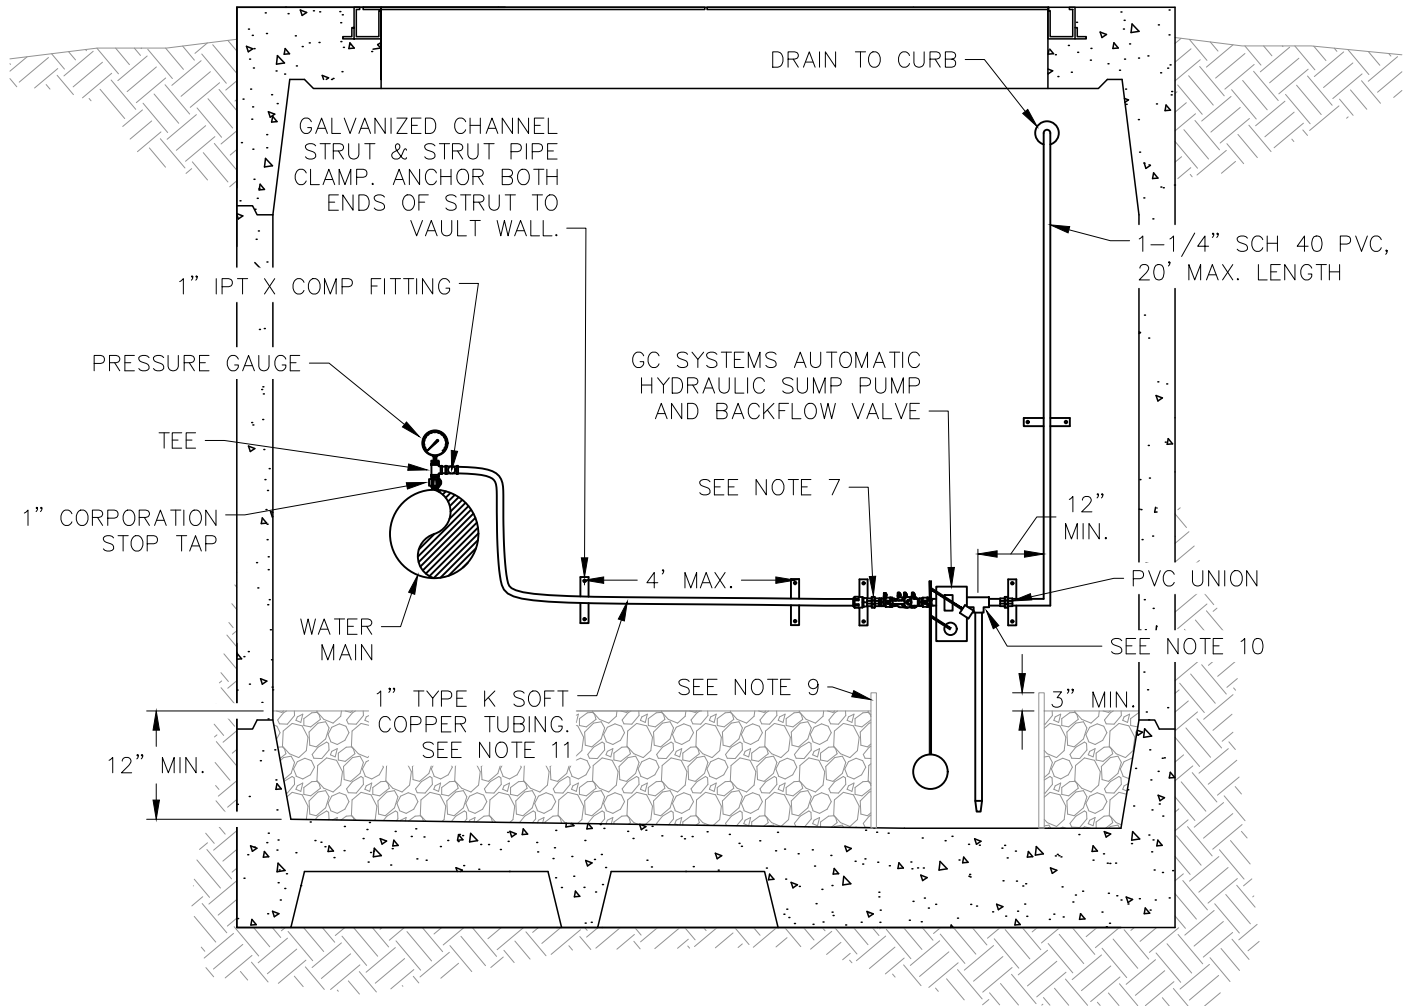 DRAIN TO CURB
GALVANIZED CHANNEL
STRUT & STRUT PIPE
CLAMP. ANCHOR BOTH
ENDS OF STRUT TO
VAULT WALL.
1-1/4” SCH 40 PVC,
20’ MAX. LENGTH
1” IPT X COMP FITTING
PRESSURE GAUGE
GC SYSTEMS AUTOMATIC
HYDRAULIC SUMP PUMP
AND BACKFLOW VALVE
TEE
SEE NOTE 7
12”
MIN.
1” CORPORATION
STOP TAP
4’ MAX.
PVC UNION
WATER
MAIN
SEE NOTE 10
1” TYPE K SOFT
COPPER TUBING.
SEE NOTE 11
SEE NOTE 9
3” MIN.
12” MIN.